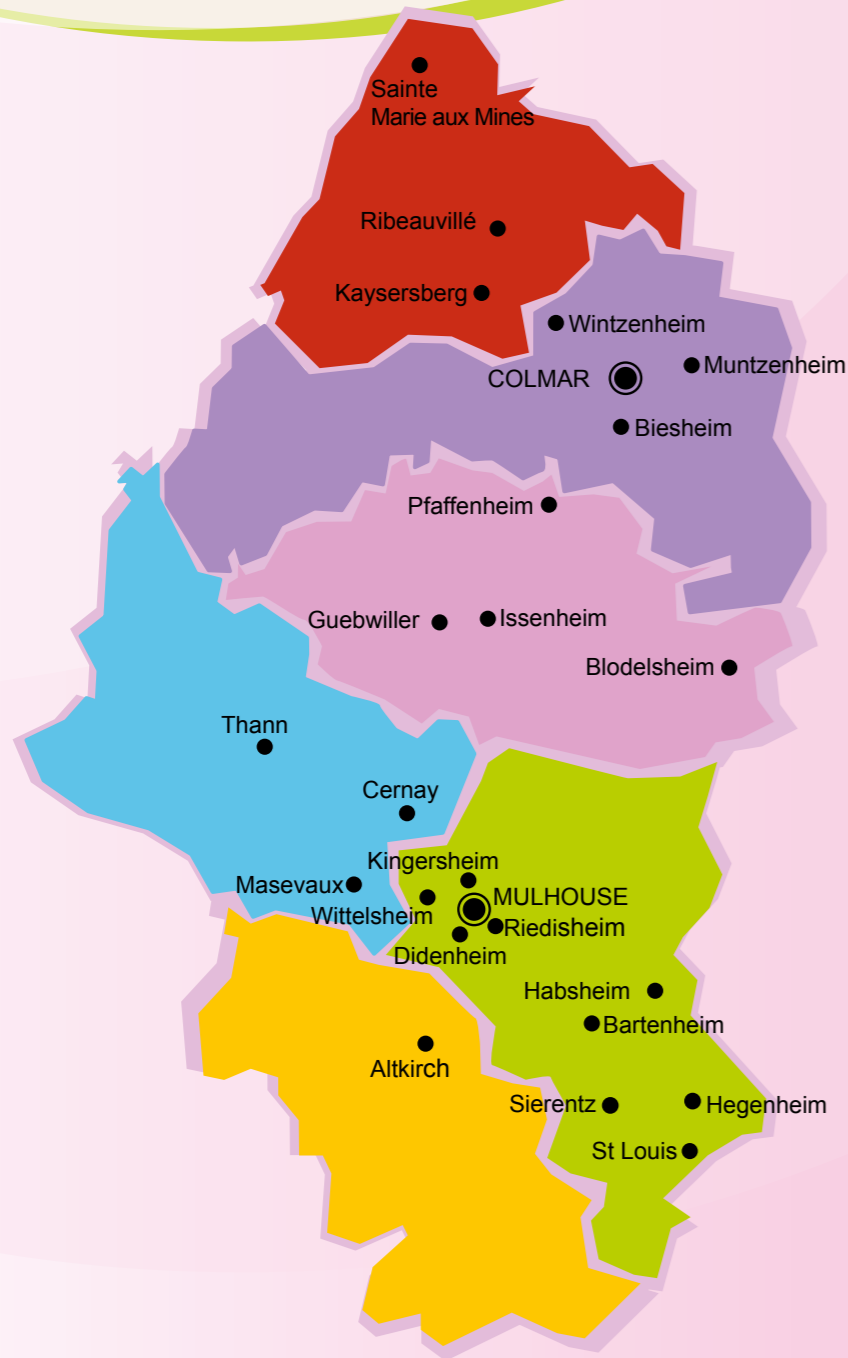 Sainte
Marie aux Mines
Ribeauvillé
Kaysersberg
Wintzenheim
Muntzenheim
COLMAR
Biesheim
Pfaffenheim
Guebwiller
Issenheim
Blodelsheim
Thann
Cernay
Kingersheim
Masevaux
MULHOUSE
Wittelsheim
Riedisheim
Didenheim
Habsheim
Bartenheim
Altkirch
Sierentz
Hegenheim
St Louis